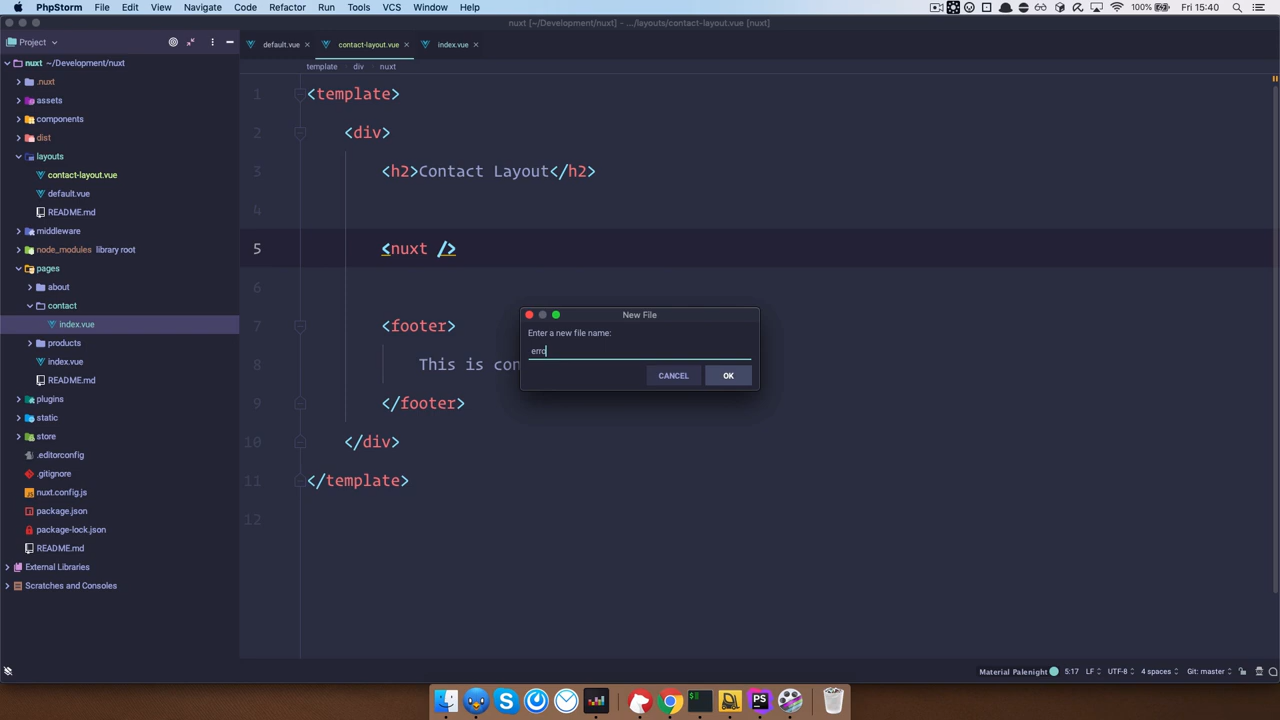 PhpStorm File Edit View Navigate Code Refactor Run Tools VCS Window Help 100% Fri 15:40
nuxt [~/Development/nuxt] - .../layouts/contact-layout.vue [nuxt]
Project
default.vue
contact-layout.vue
index.vue
template div nuxt
nuxt ~/Development/nuxt
.nuxt
assets
components
dist
layouts
contact-layout.vue
default.vue
README.md
middleware
node_modules library root
pages
about
contact
index.vue
products
index.vue
README.md
plugins
static
store
.editorconfig
.gitignore
nuxt.config.js
package.json
package-lock.json
README.md
External Libraries
Scratches and Consoles
1 <template>
2 <div>
3 <h2>Contact Layout</h2>
4
5 <nuxt />
6
7 <footer>
8 This is con
9 </footer>
10 </div>
11 </template>
12
New File
Enter a new file name:
erro
CANCEL OK
Material Palenight 5:17 LF UTF-8 4 spaces Git: master
PS